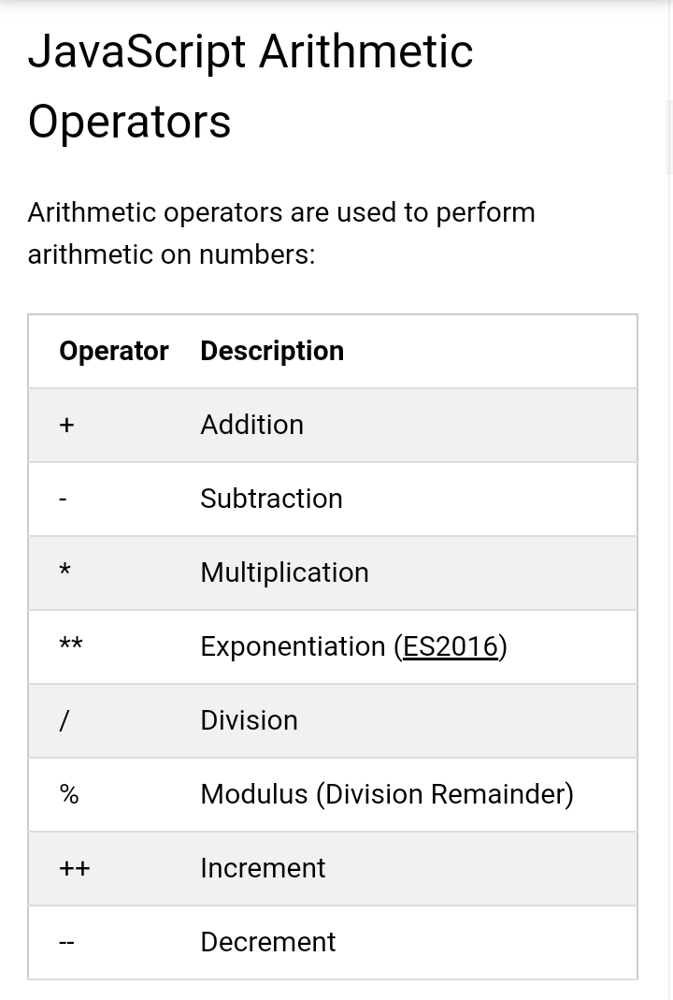 JavaScript Arithmetic
Operators
Arithmetic operators are used to perform
arithmetic on numbers:
Operator Description
+ Addition
- Subtraction
* Multiplication
** Exponentiation (ES2016)
/ Division
% Modulus (Division Remainder)
++ Increment
-- Decrement